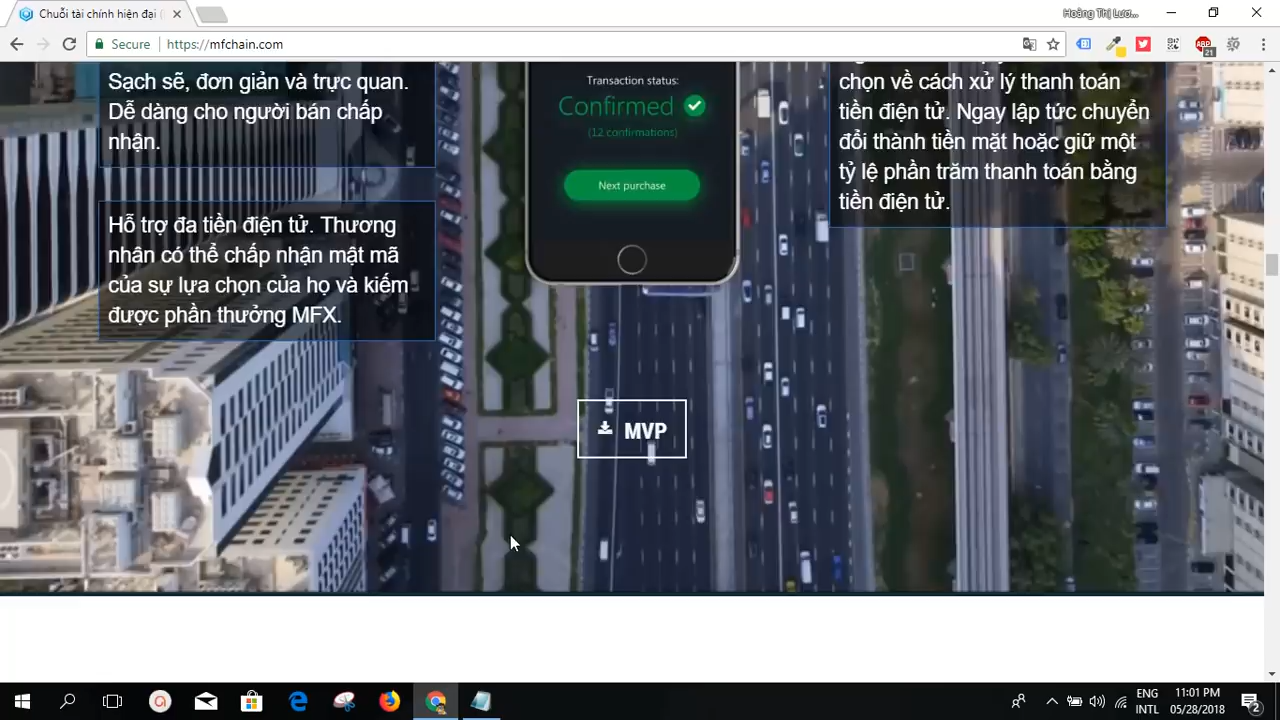 Chuỗi tài chính hiện đại (
Hoàng Thị Lươ...
Secure
https://mfchain.com
ABP
21
Sạch sẽ, đơn giản và trực quan.
Dễ dàng cho người bán chấp
nhận.
Hỗ trợ đa tiền điện tử. Thương
nhân có thể chấp nhận mật mã
của sự lựa chọn của họ và kiếm
được phần thưởng MFX.
Transaction status:
Confirmed
(12 confirmations)
Next purchase
MVP
chọn về cách xử lý thanh toán
tiền điện tử. Ngay lập tức chuyển
đổi thành tiền mặt hoặc giữ một
tỷ lệ phần trăm thanh toán bằng
tiền điện tử.
ENG
INTL
11:01 PM
05/28/2018
2